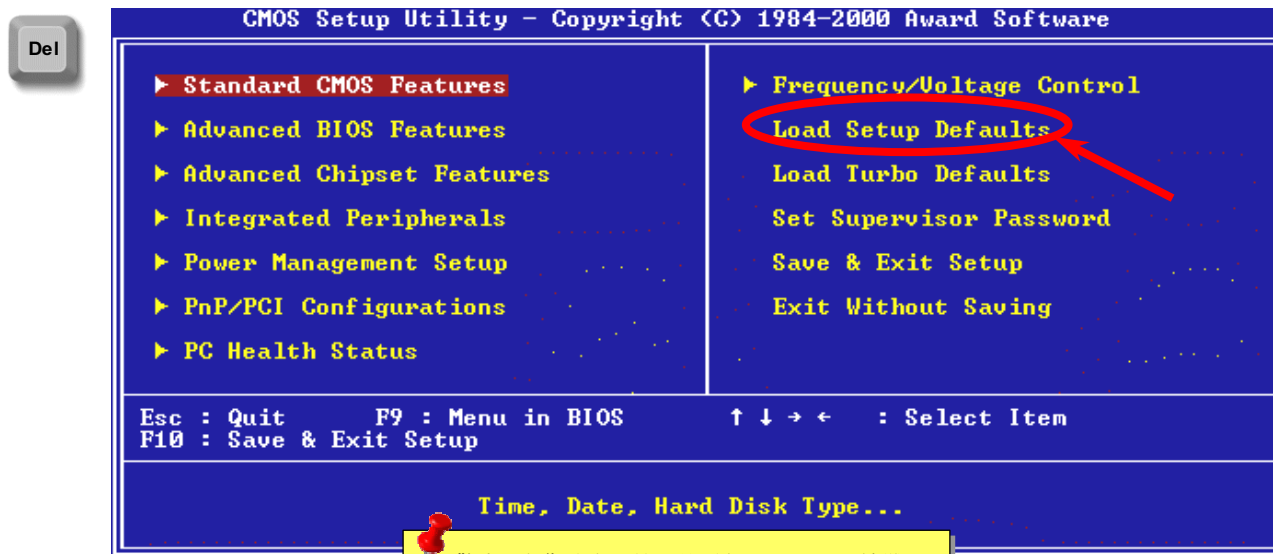 CMOS Setup Utility - Copyright (C) 1984-2000 Award Software
Del
▶ Standard CMOS Features
▶ Advanced BIOS Features
▶ Advanced Chipset Features
▶ Integrated Peripherals
▶ Power Management Setup
▶ PnP/PCI Configurations
▶ PC Health Status
▶ Frequency/Voltage Control
Load Setup Defaults
Load Turbo Defaults
Set Supervisor Password
Save & Exit Setup
Exit Without Saving
Esc : Quit F9 : Menu in BIOS ↑ ↓ → ← : Select Item
F10 : Save & Exit Setup
Time, Date, Hard Disk Type...